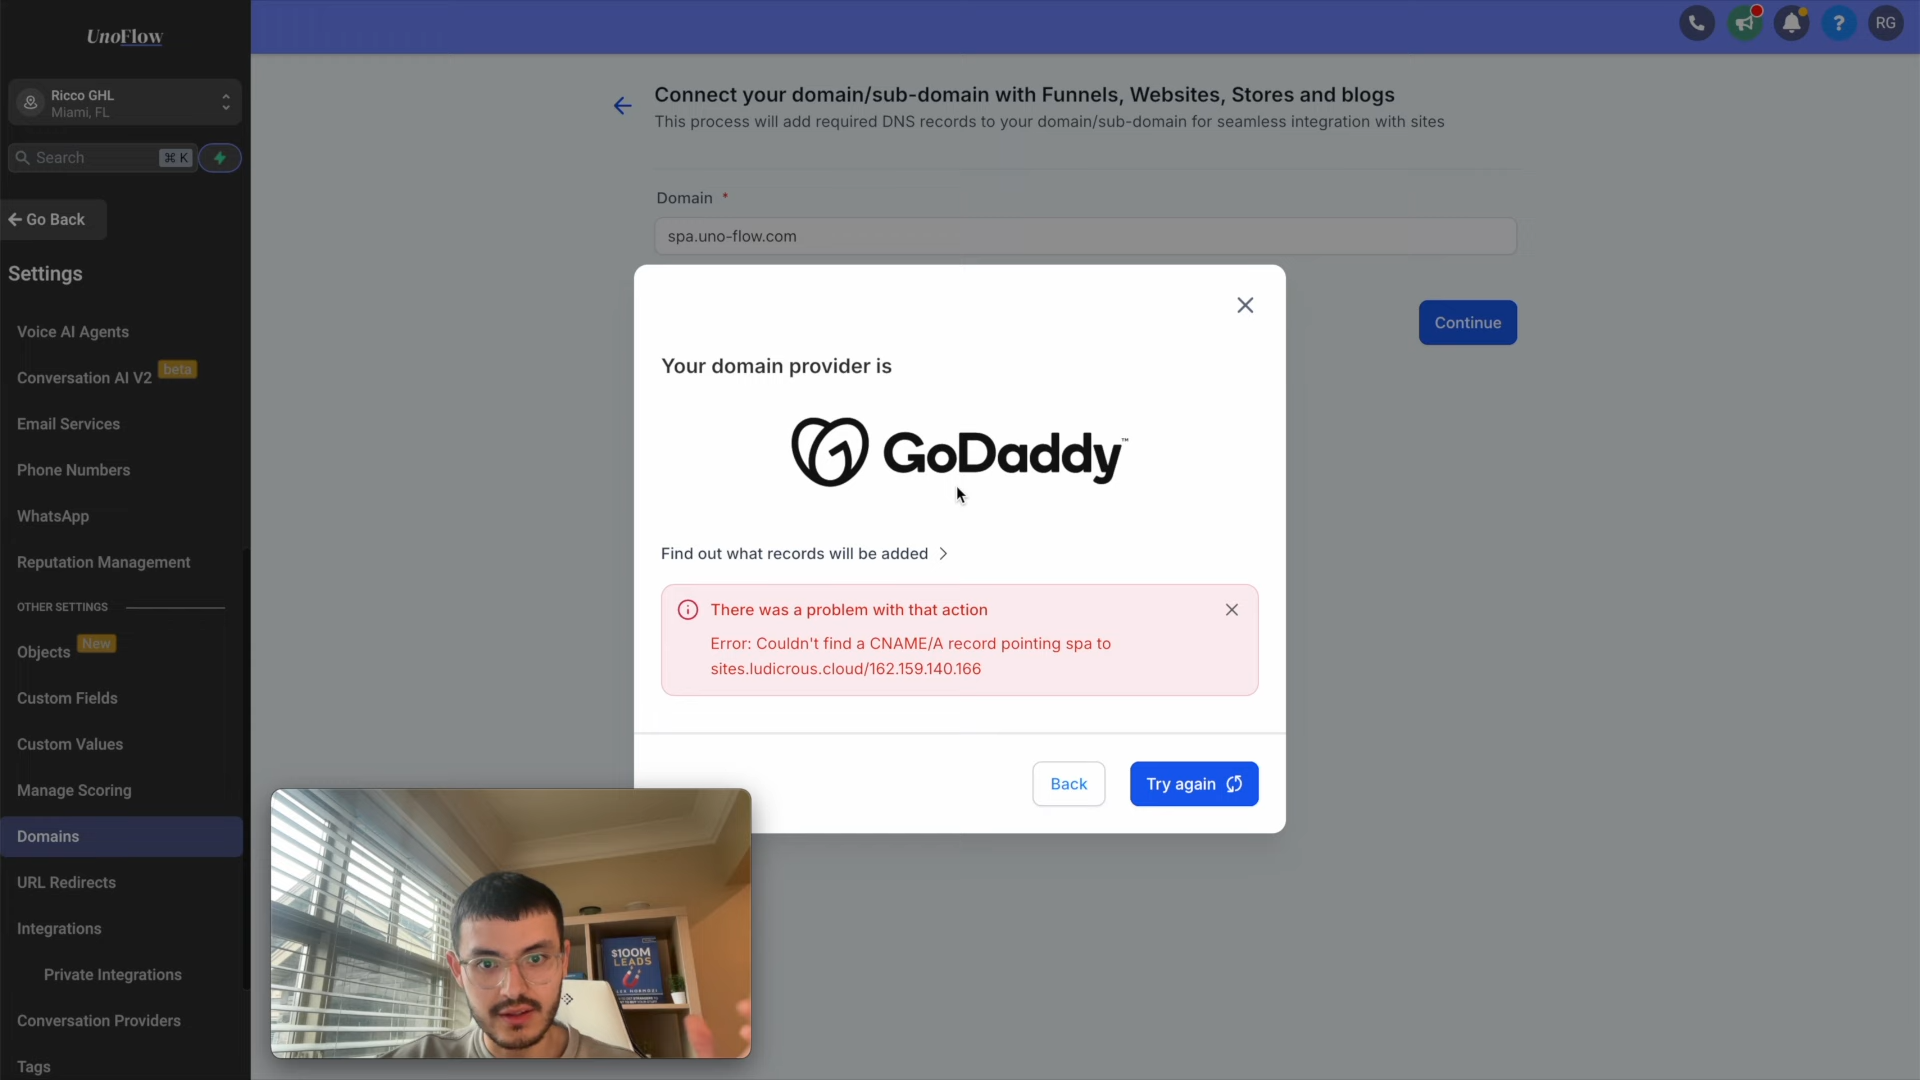 UnoFlow
RG
Ricco GHL
Miami, FL
Search
⌘ K
Go Back
Settings
Voice AI Agents
Conversation AI V2
beta
Email Services
Phone Numbers
WhatsApp
Reputation Management
OTHER SETTINGS
Objects
New
Custom Fields
Custom Values
Manage Scoring
Domains
URL Redirects
Integrations
Private Integrations
Conversation Providers
Tags
Connect your domain/sub-domain with Funnels, Websites, Stores and blogs
This process will add required DNS records to your domain/sub-domain for seamless integration with sites
Domain *
spa.uno-flow.com
Continue
Your domain provider is
GoDaddy™
Find out what records will be added
There was a problem with that action
Error: Couldn't find a CNAME/A record pointing spa to
sites.ludicrous.cloud/162.159.140.166
Back
Try again
$100M
LEADS